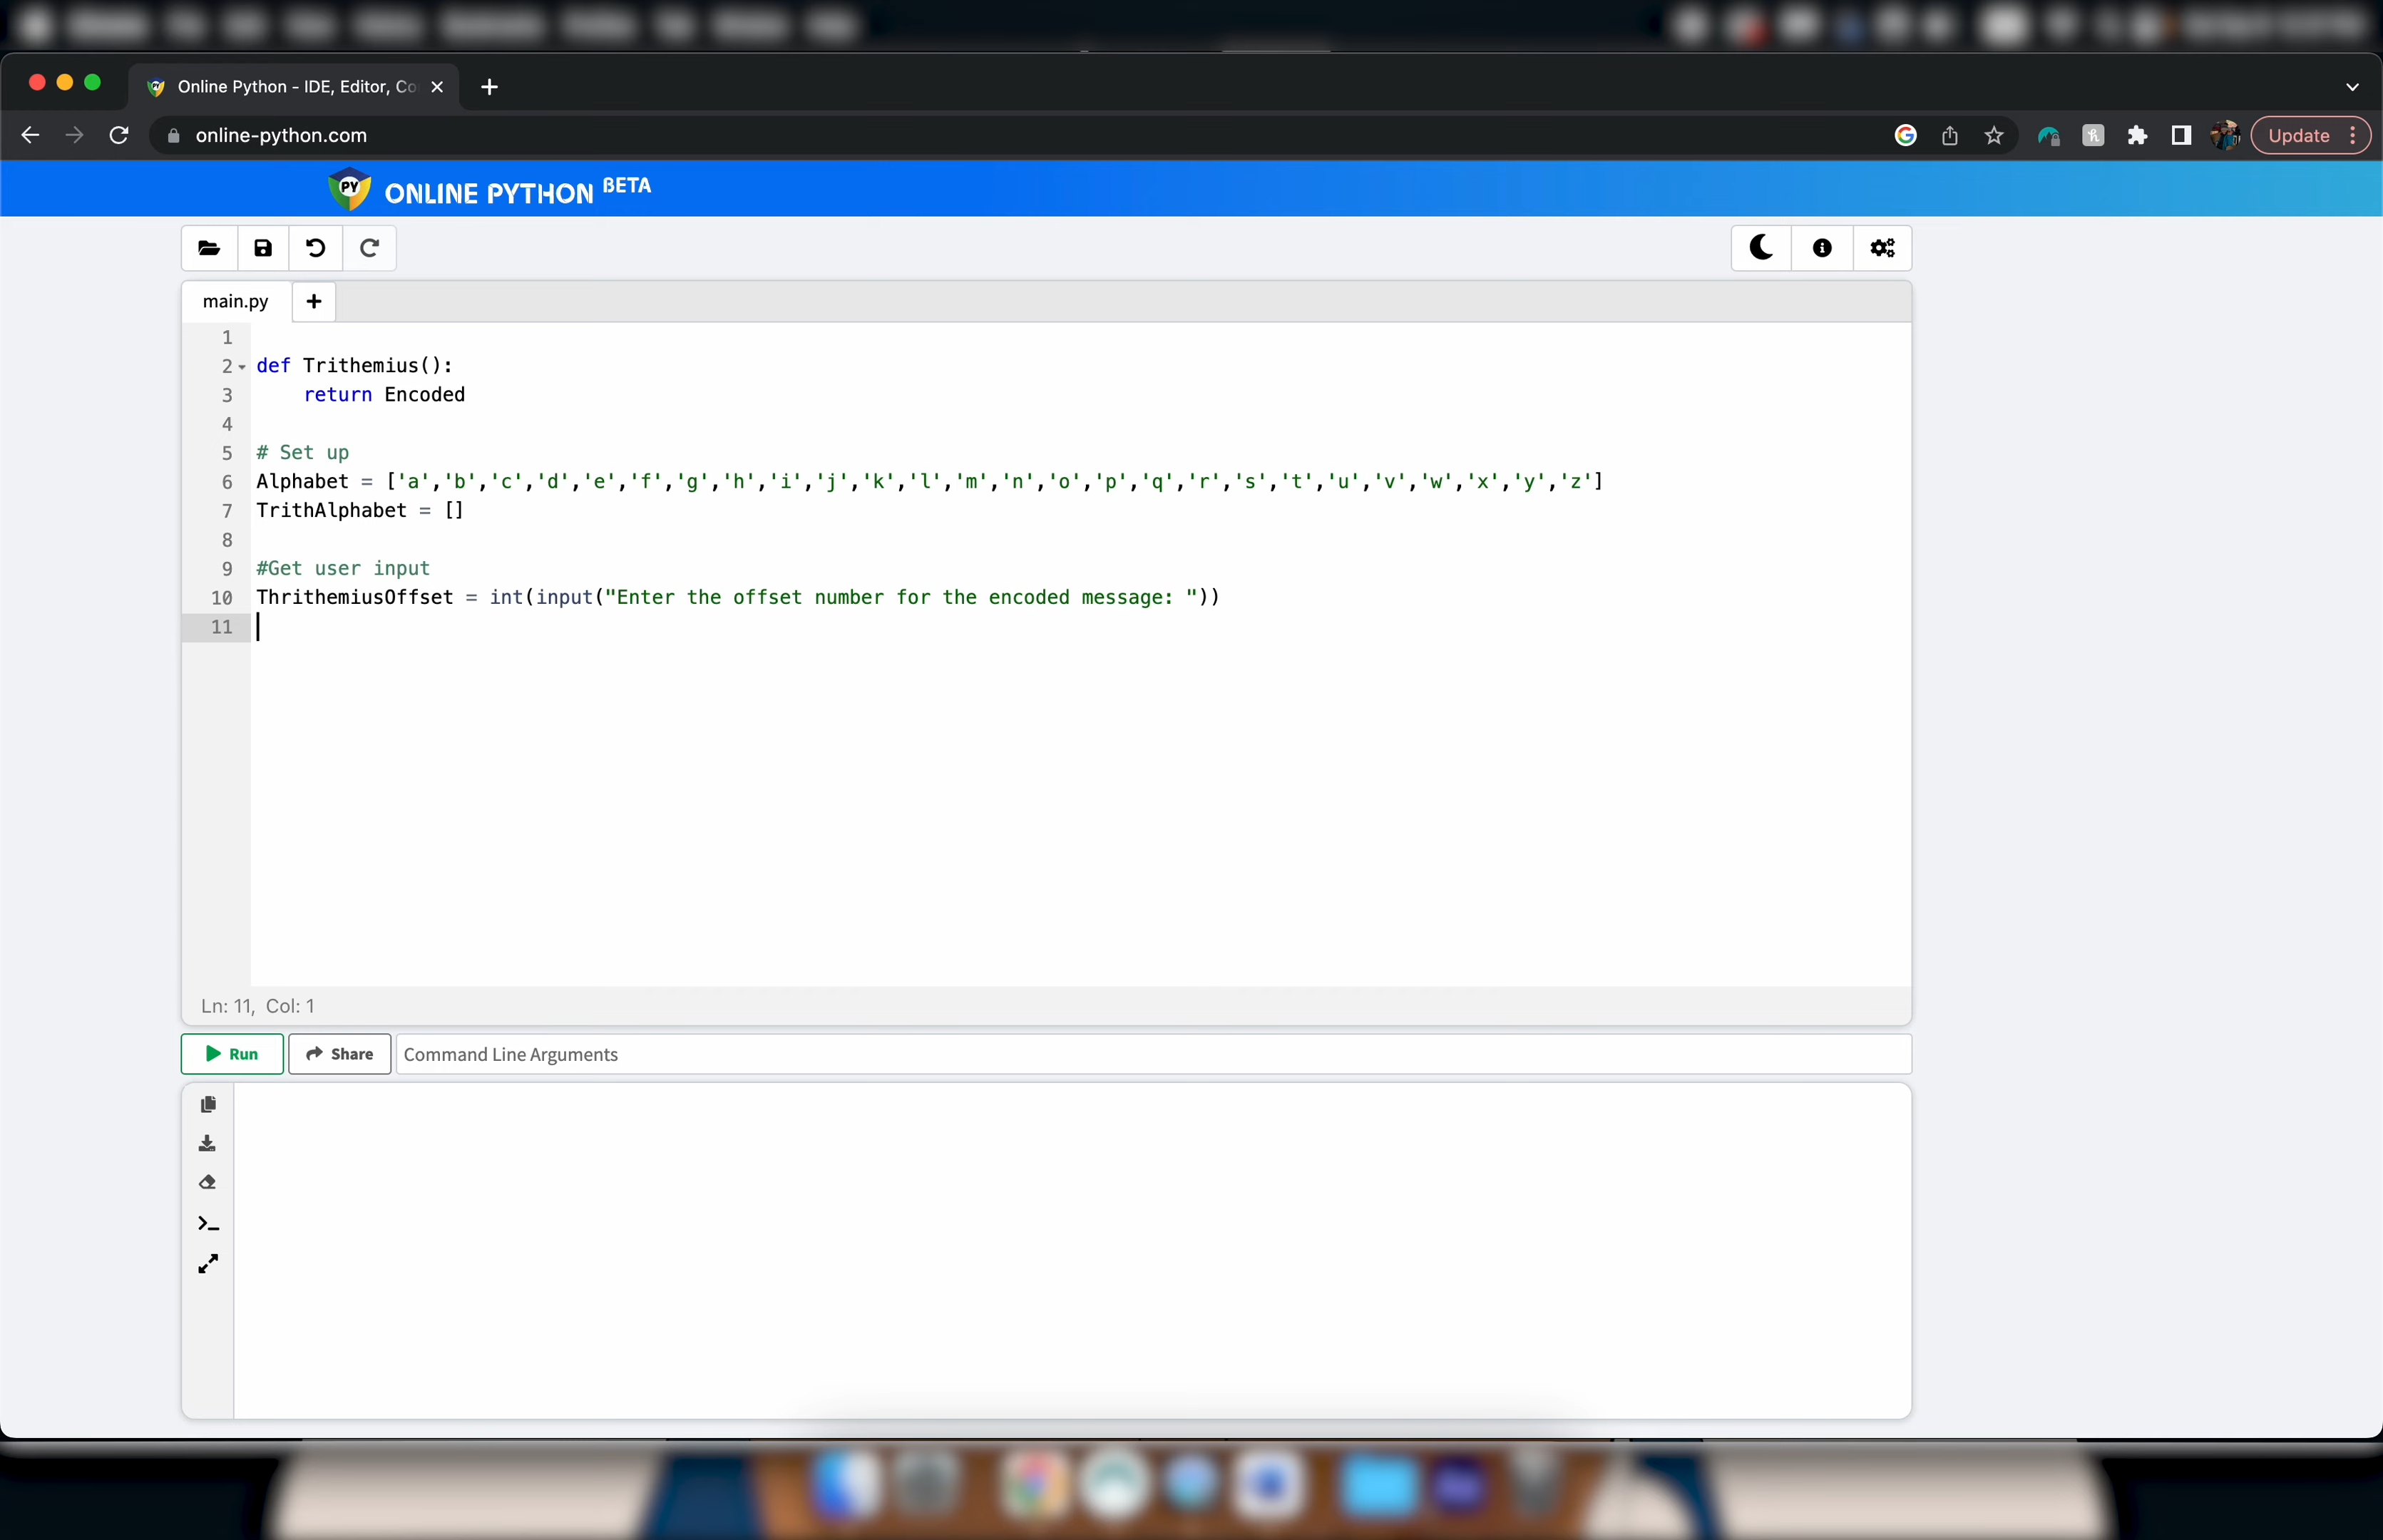 Online Python - IDE, Editor, Co
online-python.com
Update
PY
ONLINE PYTHON BETA
main.py
1
2 def Trithemius():
3     return Encoded
4
5 # Set up
6 Alphabet = ['a','b','c','d','e','f','g','h','i','j','k','l','m','n','o','p','q','r','s','t','u','v','w','x','y','z']
7 TrithAlphabet = []
8
9 #Get user input
10 ThrithemiusOffset = int(input("Enter the offset number for the encoded message: "))
11
Ln: 11, Col: 1
Run
Share
Command Line Arguments